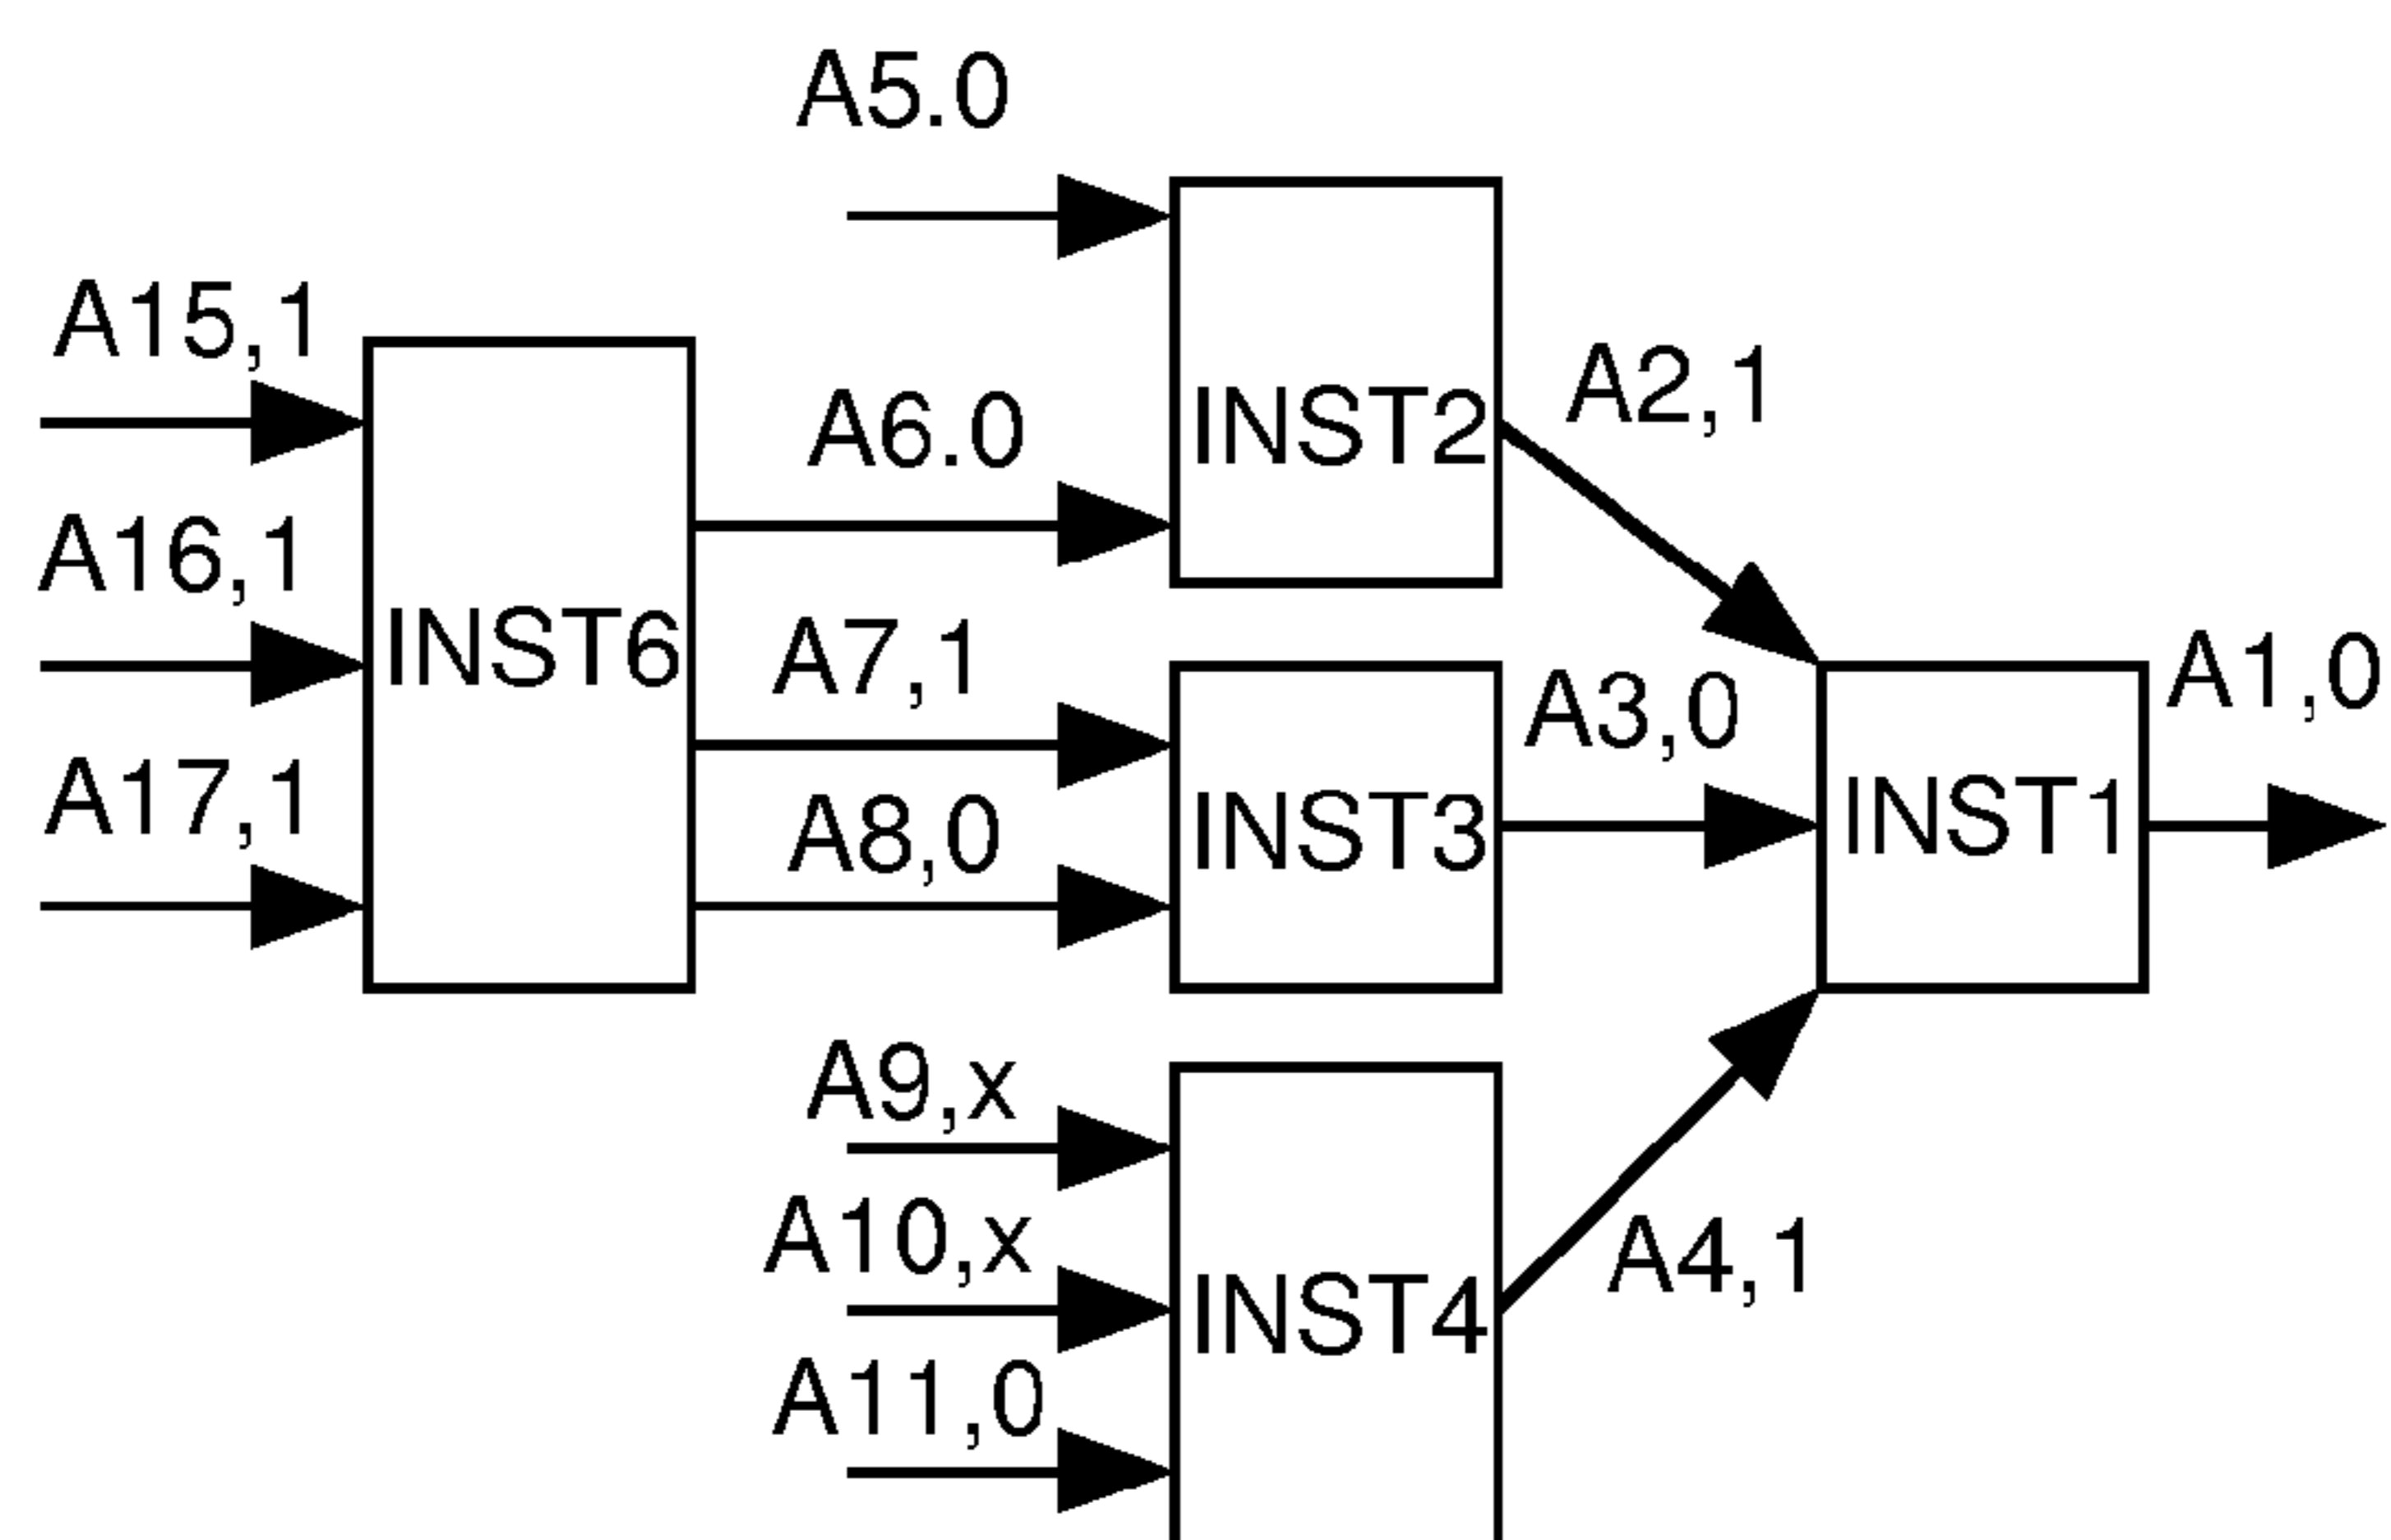 A5.0
A15,1
A16,1
A17,1
INST6
A6.0
A7,1
A8,0
INST2
A2,1
INST3
A3,0
INST1
A1,0
A9,x
A10,x
A11,0
INST4
A4,1